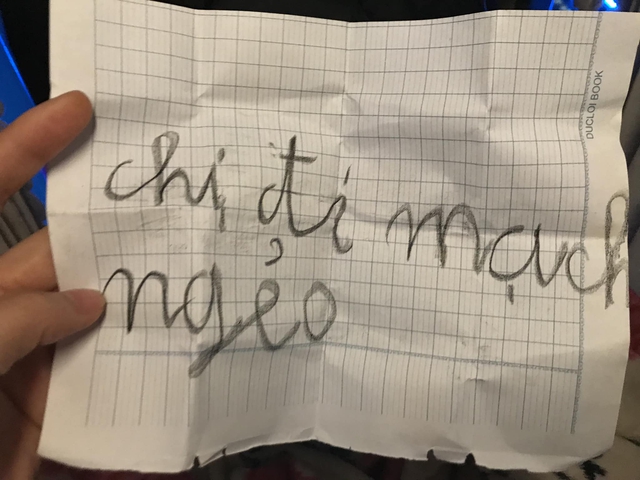 DUCLOI BOOK
chị đi mạch
ngẻo